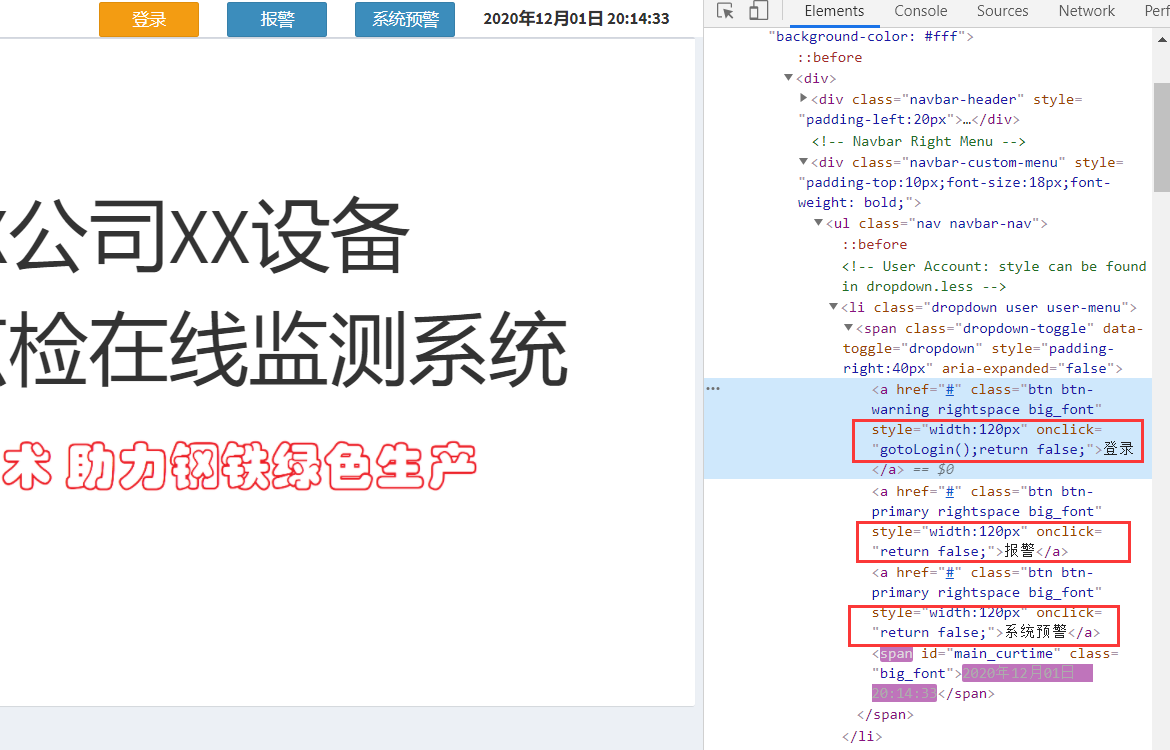 登录 报警 系统预警 2020年12月01日 20:14:33
公司XX设备
检在线监测系统
术 助力钢铁绿色生产
Elements Console Sources Network Perf
"background-color: #fff">
::before
▼<div>
▶<div class="navbar-header" style=
"padding-left:20px">…</div>
<!-- Navbar Right Menu -->
▼<div class="navbar-custom-menu" style=
"padding-top:10px;font-size:18px;font-
weight: bold;">
▼<ul class="nav navbar-nav">
::before
<!-- User Account: style can be found
in dropdown.less -->
▼<li class="dropdown user user-menu">
▼<span class="dropdown-toggle" data-
toggle="dropdown" style="padding-
right:40px" aria-expanded="false">
<a href="#" class="btn btn-
warning rightspace big_font"
style="width:120px" onclick=
"gotoLogin();return false;">登录
</a> == $0
<a href="#" class="btn btn-
primary rightspace big_font"
style="width:120px" onclick=
"return false;">报警</a>
<a href="#" class="btn btn-
primary rightspace big_font"
style="width:120px" onclick=
"return false;">系统预警</a>
<span id="main_curtime" class=
"big_font">2020年12月01日
20:14:33</span>
</span>
</li>